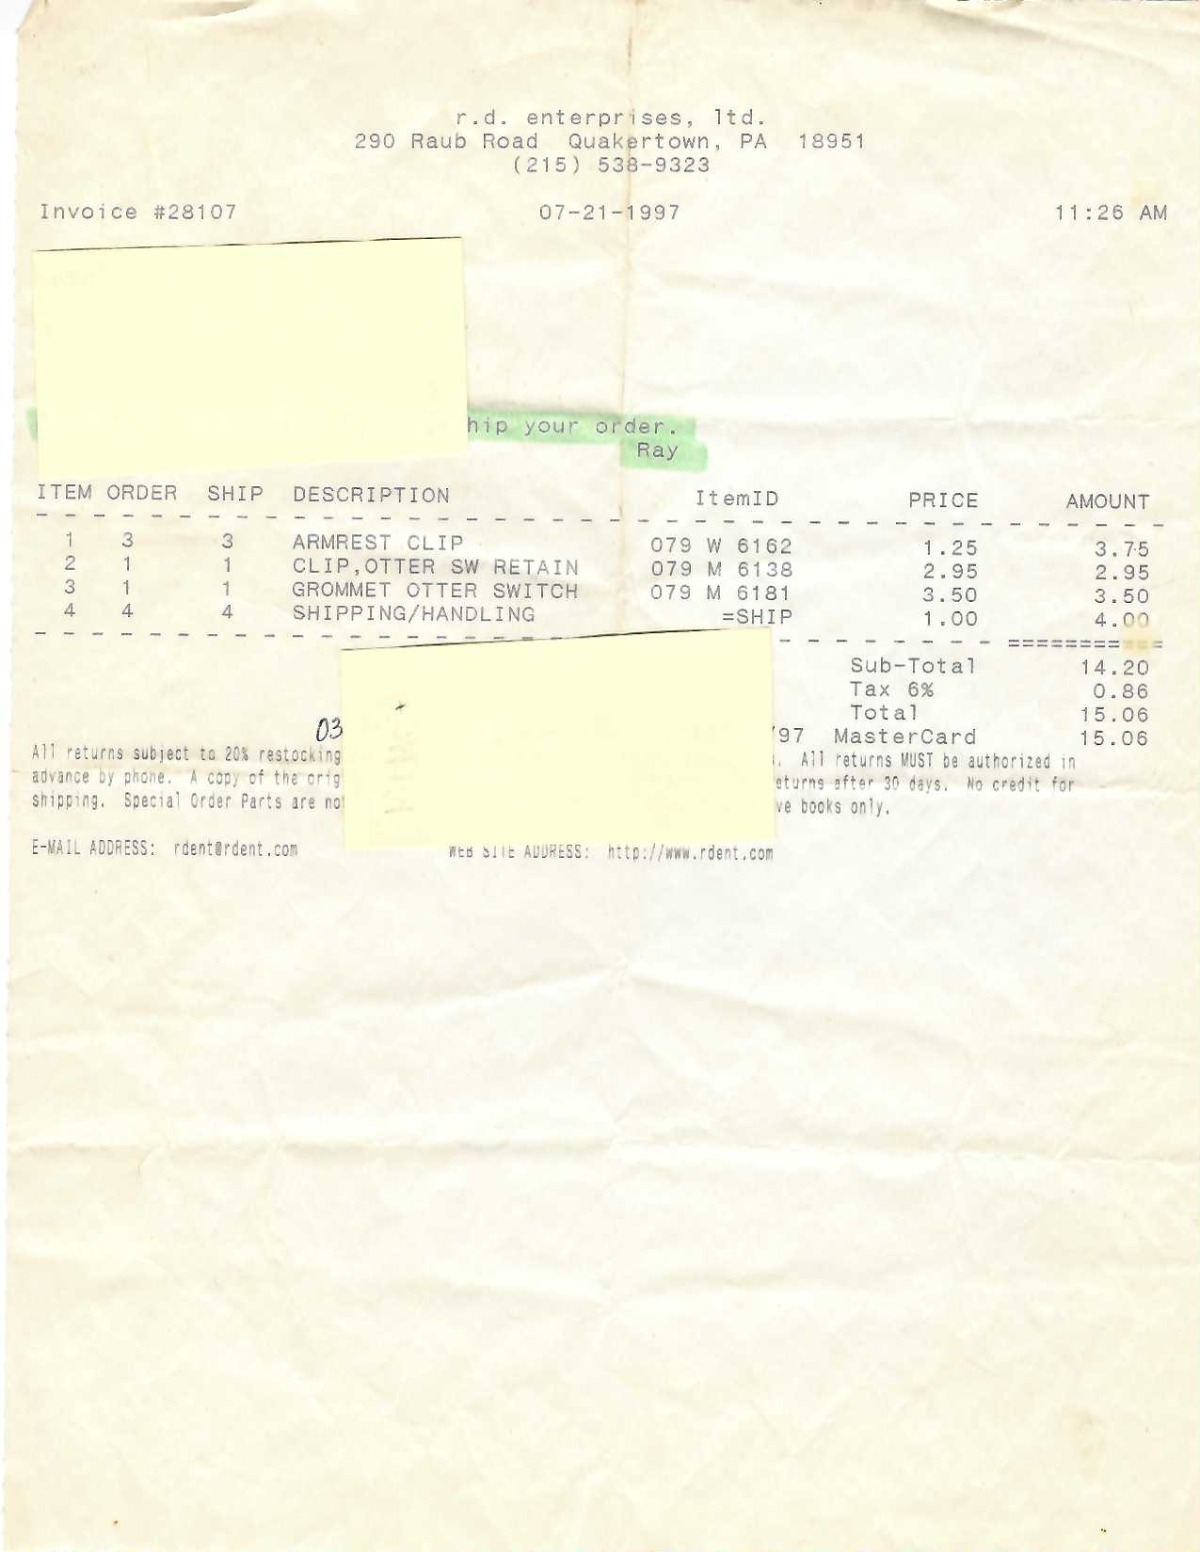 r.d. enterprises, ltd.
290 Raub Road Quakertown, PA 18951
(215) 538-9323
Invoice #28107 07-21-1997 11:26 AM
your order.
Ray
ITEM ORDER SHIP DESCRIPTION ItemID PRICE AMOUNT
1 3 3 ARMREST CLIP 079 W 6162 1.25 3.75
2 1 1 CLIP,OTTER SW RETAIN 079 M 6138 2.95 2.95
3 1 1 GROMMET OTTER SWITCH 079 M 6181 3.50 3.50
4 4 4 SHIPPING/HANDLING =SHIP 1.00 4.00
Sub-Total 14.20
Tax 6% 0.86
Total 15.06
03 /97 MasterCard 15.06
All returns subject to 20% restocking All returns MUST be authorized in
advance by phone. A copy of the after 30 days. No credit for
shipping. Special Order Parts are books only.
E-MAIL ADDRESS: rdent@rdent.com WEB SITE ADDRESS: http://www.rdent.com